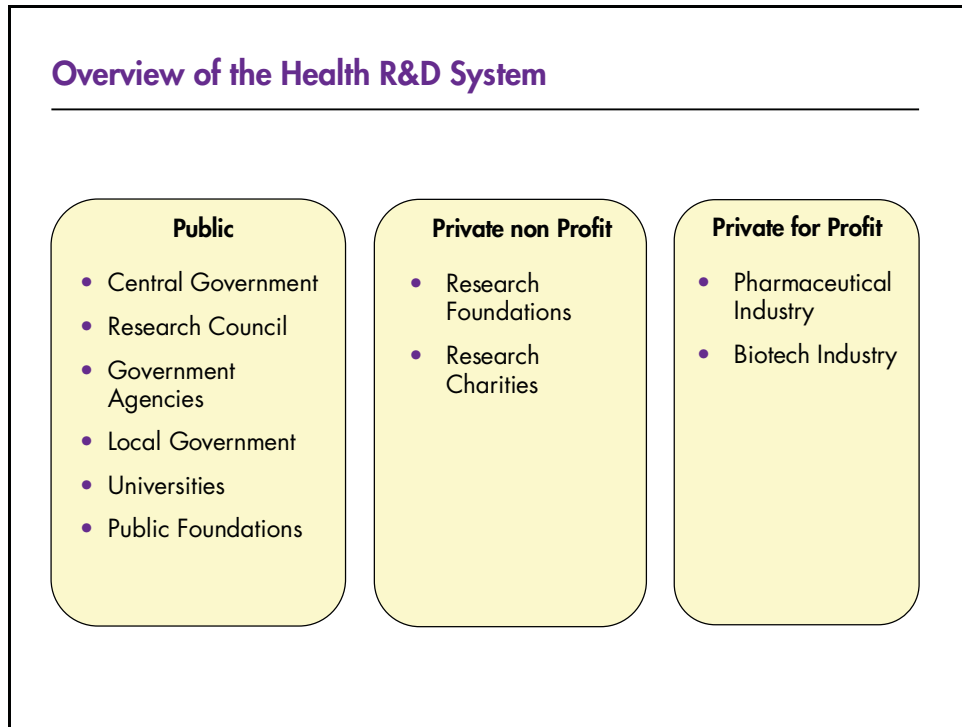 Overview of the Health R&D System
Public
• Central Government
• Research Council
• Government
Agencies
• Local Government
• Universities
• Public Foundations
Private non Profit
• Research
Foundations
• Research
Charities
Private for Profit
• Pharmaceutical
Industry
• Biotech Industry